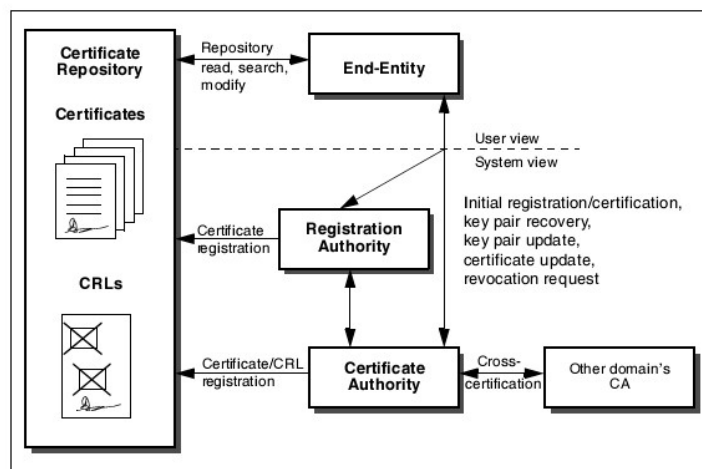 Certificate
Repository
Certificates
CRLs
Repository
read, search,
modify
End-Entity
User view
System view
Initial registration/certification,
key pair recovery,
key pair update,
certificate update,
revocation request
Certificate
registration
Registration
Authority
Certificate/CRL
registration
Certificate
Authority
Cross-
certification
Other domain's
CA